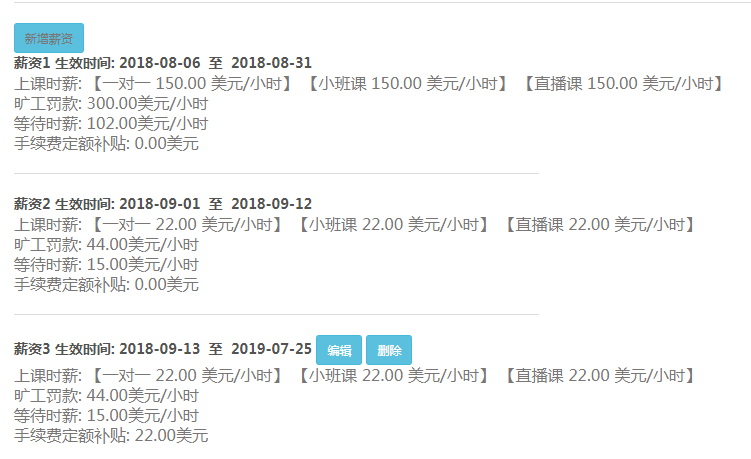 新增薪资
薪资1 生效时间: 2018-08-06 至 2018-08-31
上课时薪: 【一对一 150.00 美元/小时】 【小班课 150.00 美元/小时】 【直播课 150.00 美元/小时】
旷工罚款: 300.00美元/小时
等待时薪: 102.00美元/小时
手续费定额补贴: 0.00美元
薪资2 生效时间: 2018-09-01 至 2018-09-12
上课时薪: 【一对一 22.00 美元/小时】 【小班课 22.00 美元/小时】 【直播课 22.00 美元/小时】
旷工罚款: 44.00美元/小时
等待时薪: 15.00美元/小时
手续费定额补贴: 0.00美元
薪资3 生效时间: 2018-09-13 至 2019-07-25 编辑 删除
上课时薪: 【一对一 22.00 美元/小时】 【小班课 22.00 美元/小时】 【直播课 22.00 美元/小时】
旷工罚款: 44.00美元/小时
等待时薪: 15.00美元/小时
手续费定额补贴: 22.00美元